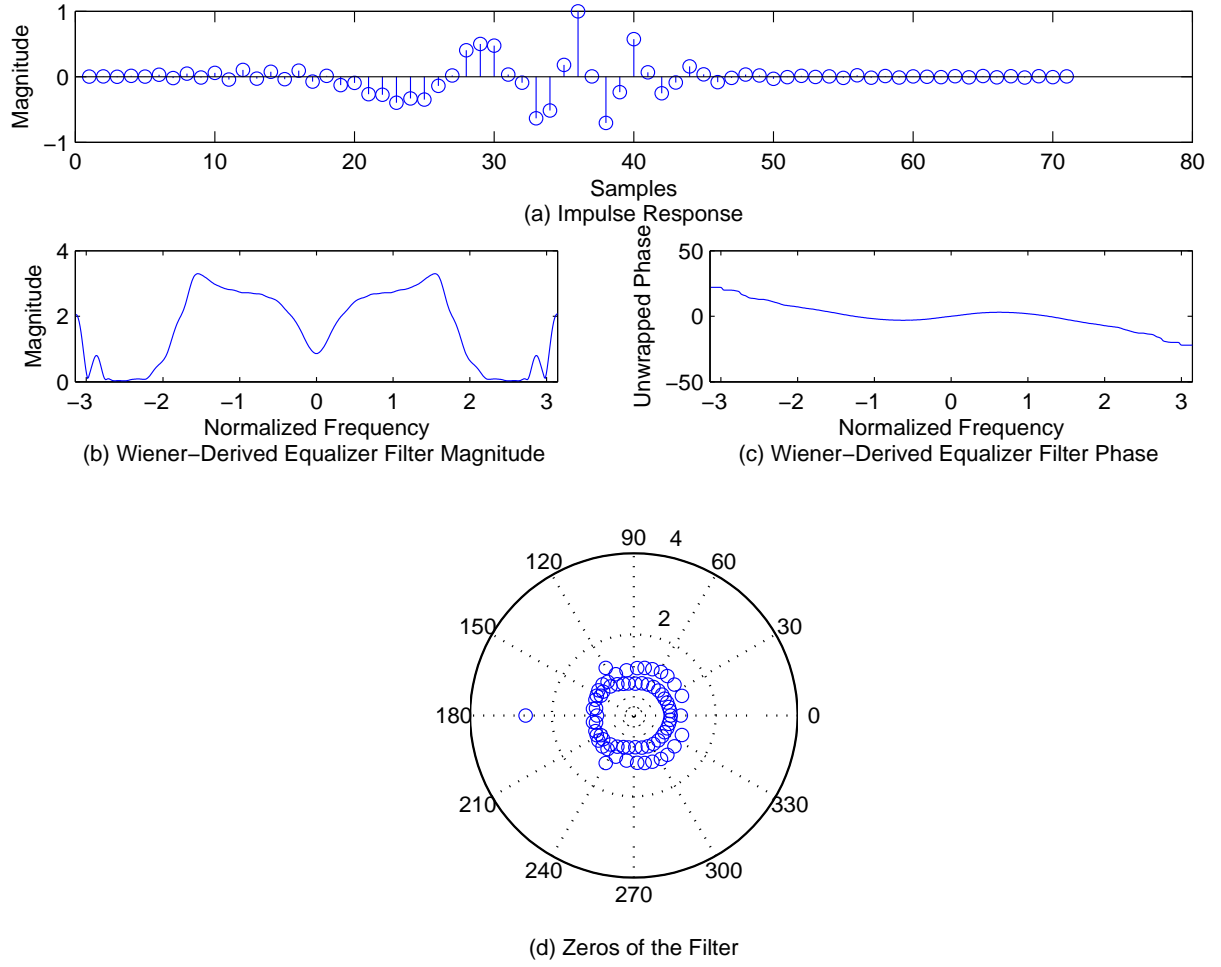 1
0
−1
Magnitude
0 10 20 30 40 50 60 70 80
Samples
(a) Impulse Response
4
2
0
Magnitude
−3 −2 −1 0 1 2 3
Normalized Frequency
(b) Wiener−Derived Equalizer Filter Magnitude
50
0
−50
Unwrapped Phase
−3 −2 −1 0 1 2 3
Normalized Frequency
(c) Wiener−Derived Equalizer Filter Phase
90 4
120 60
2
150 30
180 0
210 330
240 300
270
(d) Zeros of the Filter